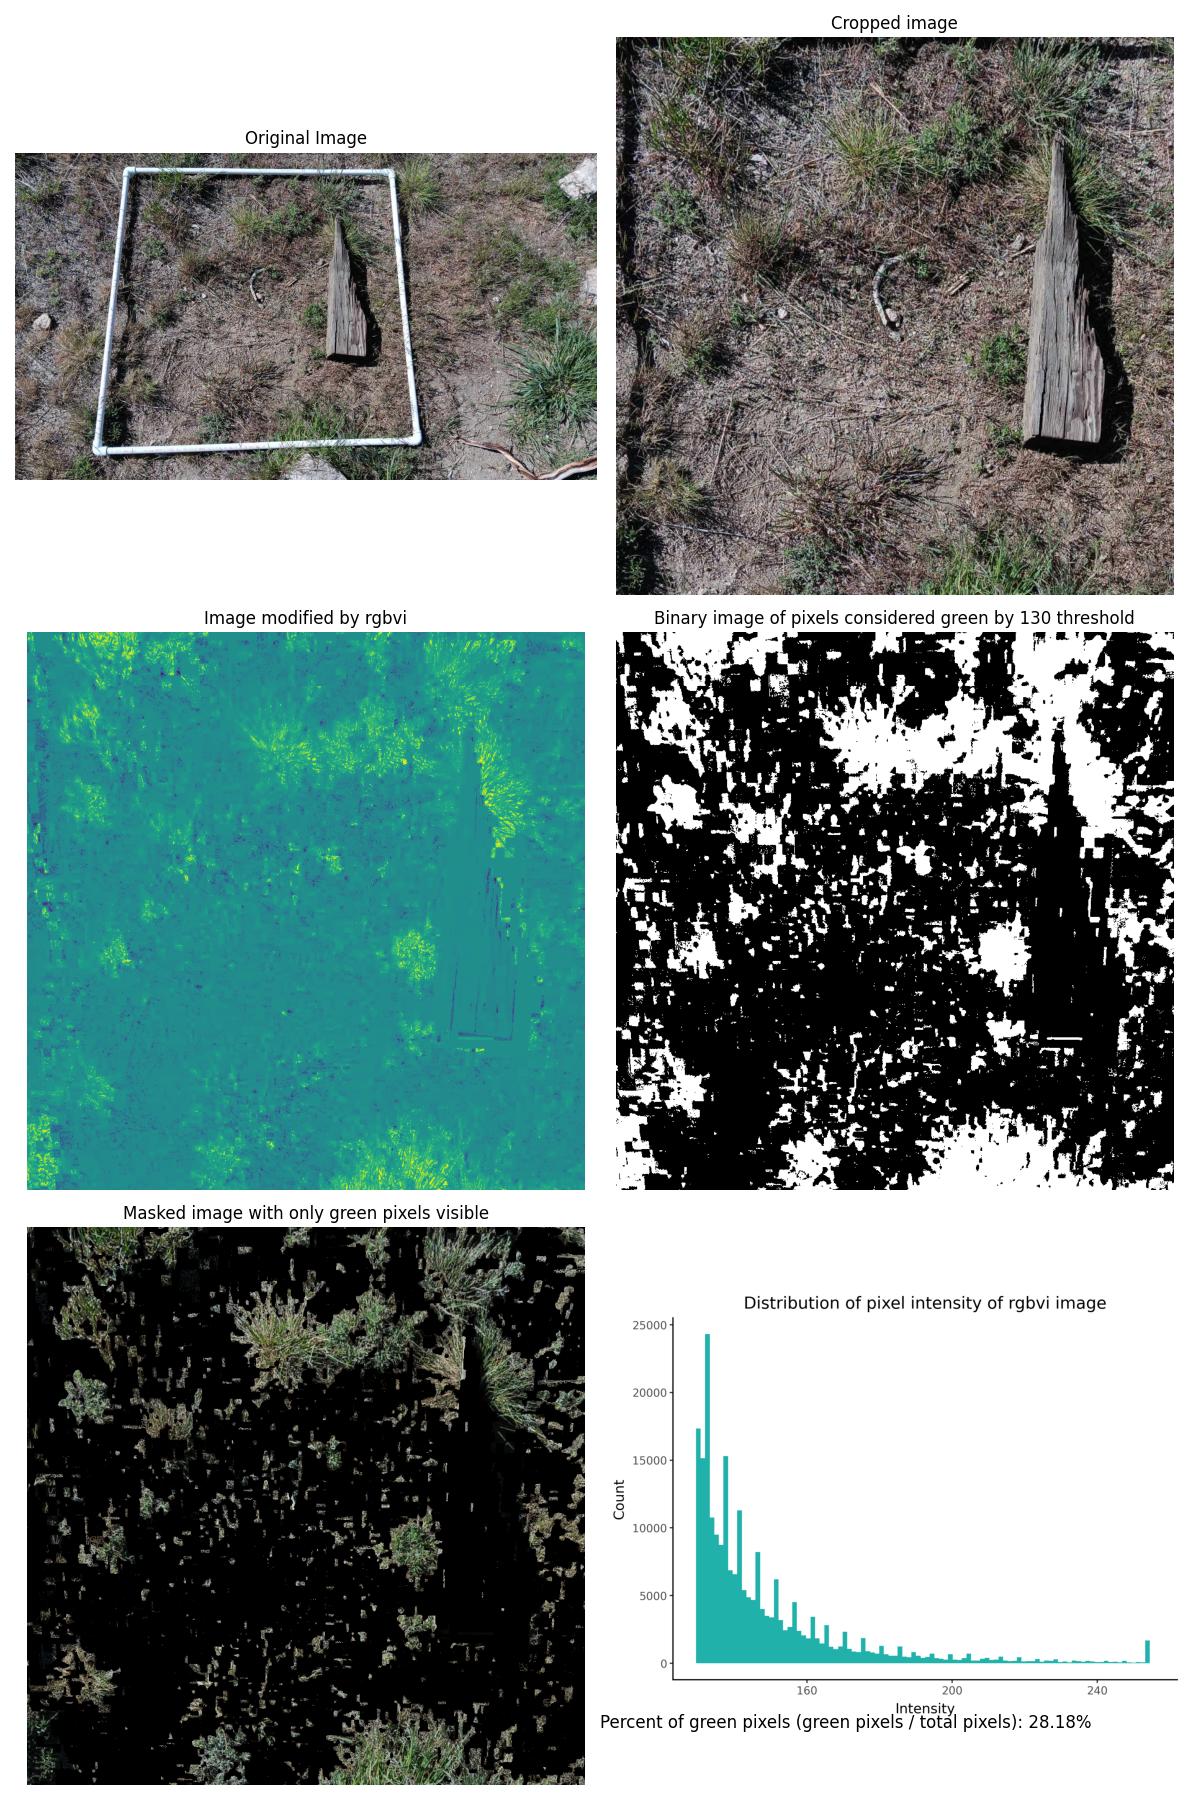 Cropped image
Original Image
Image modified by rgbvi
Binary image of pixels considered green by 130 threshold
Masked image with only green pixels visible
Distribution of pixel intensity of rgbvi image
25000
20000
15000
10000
5000
0
Count
160
200
240
Intensity
Percent of green pixels (green pixels / total pixels): 28.18%